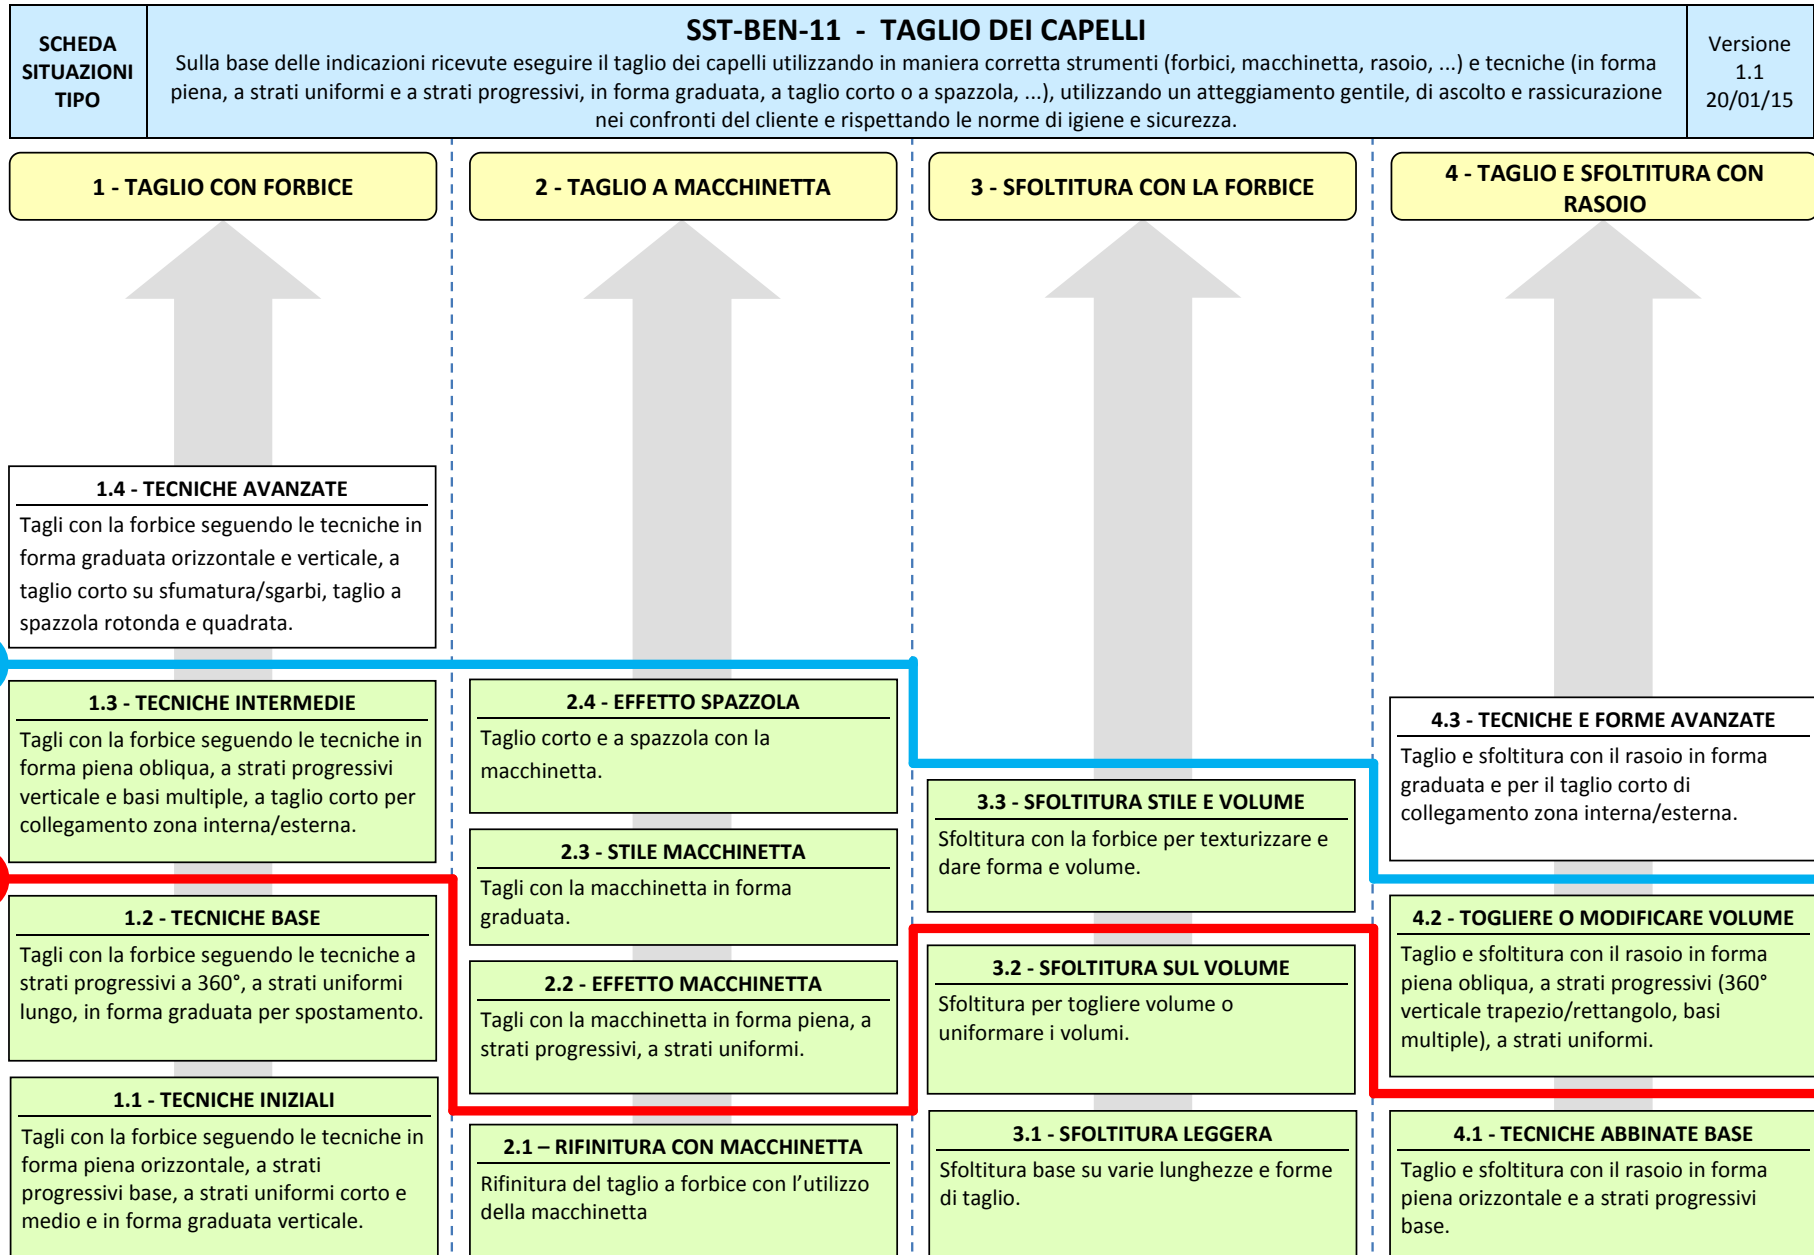 SCHEDA
SITUAZIONI
TIPO
SST-BEN-11 - TAGLIO DEI CAPELLI
Sulla base delle indicazioni ricevute eseguire il taglio dei capelli utilizzando in maniera corretta strumenti (forbici, macchinetta, rasoio, ...) e tecniche (in forma
piena, a strati uniformi e a strati progressivi, in forma graduata, a taglio corto o a spazzola, ...), utilizzando un atteggiamento gentile, di ascolto e rassicurazione
nei confronti del cliente e rispettando le norme di igiene e sicurezza.
Versione
1.1
20/01/15
1 - TAGLIO CON FORBICE
2 - TAGLIO A MACCHINETTA
3 - SFOLTITURA CON LA FORBICE
4 - TAGLIO E SFOLTITURA CON
RASOIO
1.4 - TECNICHE AVANZATE
Tagli con la forbice seguendo le tecniche in
forma graduata orizzontale e verticale, a
taglio corto su sfumatura/sgarbi, taglio a
spazzola rotonda e quadrata.
1.3 - TECNICHE INTERMEDIE
Tagli con la forbice seguendo le tecniche in
forma piena obliqua, a strati progressivi
verticale e basi multiple, a taglio corto per
collegamento zona interna/esterna.
1.2 - TECNICHE BASE
Tagli con la forbice seguendo le tecniche a
strati progressivi a 360°, a strati uniformi
lungo, in forma graduata per spostamento.
1.1 - TECNICHE INIZIALI
Tagli con la forbice seguendo le tecniche in
forma piena orizzontale, a strati
progressivi base, a strati uniformi corto e
medio e in forma graduata verticale.
2.4 - EFFETTO SPAZZOLA
Taglio corto e a spazzola con la
macchinetta.
2.3 - STILE MACCHINETTA
Tagli con la macchinetta in forma
graduata.
2.2 - EFFETTO MACCHINETTA
Tagli con la macchinetta in forma piena, a
strati progressivi, a strati uniformi.
2.1 – RIFINITURA CON MACCHINETTA
Rifinitura del taglio a forbice con l’utilizzo
della macchinetta
3.3 - SFOLTITURA STILE E VOLUME
Sfoltitura con la forbice per texturizzare e
dare forma e volume.
3.2 - SFOLTITURA SUL VOLUME
Sfoltitura per togliere volume o
uniformare i volumi.
3.1 - SFOLTITURA LEGGERA
Sfoltitura base su varie lunghezze e forme
di taglio.
4.3 - TECNICHE E FORME AVANZATE
Taglio e sfoltitura con il rasoio in forma
graduata e per il taglio corto di
collegamento zona interna/esterna.
4.2 - TOGLIERE O MODIFICARE VOLUME
Taglio e sfoltitura con il rasoio in forma
piena obliqua, a strati progressivi (360°
verticale trapezio/rettangolo, basi
multiple), a strati uniformi.
4.1 - TECNICHE ABBINATE BASE
Taglio e sfoltitura con il rasoio in forma
piena orizzontale e a strati progressivi
base.